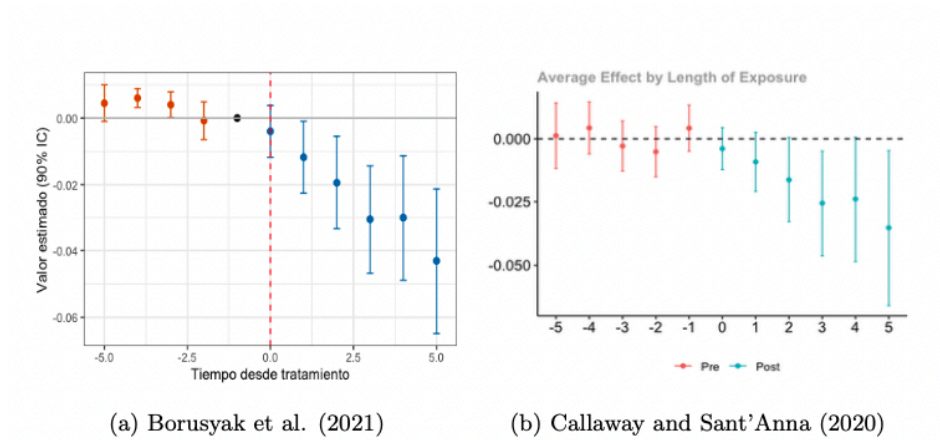 Valor estimado (90% IC)
0.00
-0.02
-0.04
-0.06
-5.0 -2.5 0.0 2.5 5.0
Tiempo desde tratamiento
(a) Borusyak et al. (2021)
Average Effect by Length of Exposure
0.000
-0.025
-0.050
-5 -4 -3 -2 -1 0 1 2 3 4 5
Pre Post
(b) Callaway and Sant'Anna (2020)